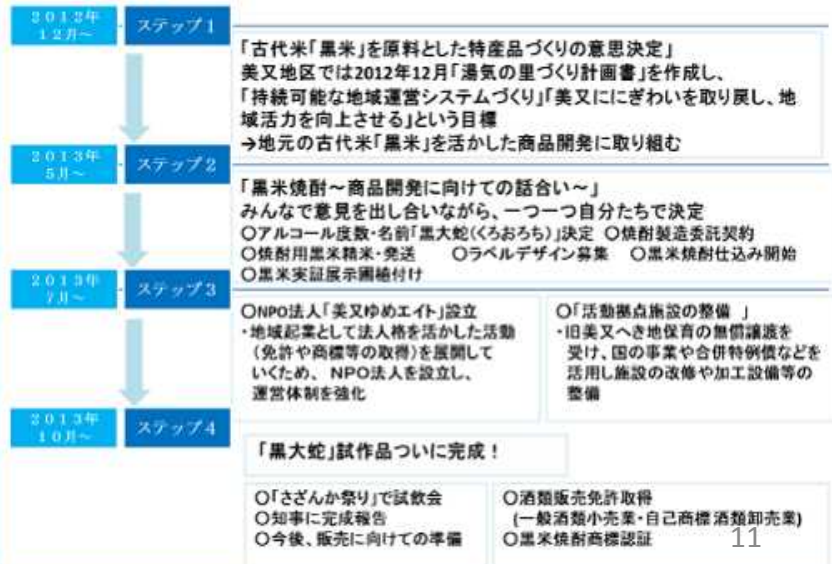 2012年
12月～
ステップ1
「古代米「黒米」を原料とした特産品づくりの意思決定」
美又地区では2012年12月「湯気の里づくり計画書」を作成し、
「持続可能な地域運営システムづくり」「美又ににぎわいを取り戻し、地
域活力を向上させる」という目標
→地元の古代米「黒米」を活かした商品開発に取り組む
2013年
5月～
ステップ2
「黒米焼酎～商品開発に向けての話合い～」
みんなで意見を出し合いながら、一つ一つ自分たちで決定
○アルコール度数・名前「黒大蛇(くろおろち)」決定 ○焼酎製造委託契約
○焼酎用黒米精米・発送 ○ラベルデザイン募集 ○黒米焼酎仕込み開始
○黒米実証展示圃植付け
2013年
7月～
ステップ3
○NPO法人「美又ゆめエイト」設立
・地域起業として法人格を活かした活動
（免許や商標等の取得）を展開して
いくため、NPO法人を設立し、
運営体制を強化
○「活動拠点施設の整備 」
・旧美又へき地保育の無償譲渡を
受け、国の事業や合併特例債などを
活用し施設の改修や加工設備等の
整備
2013年
10月～
ステップ4
「黒大蛇」試作品ついに完成！
○「さざんか祭り」で試飲会
○知事に完成報告
○今後、販売に向けての準備
○酒類販売免許取得
(一般酒類小売業・自己商標酒類卸売業)
○黒米焼酎商標認証
11